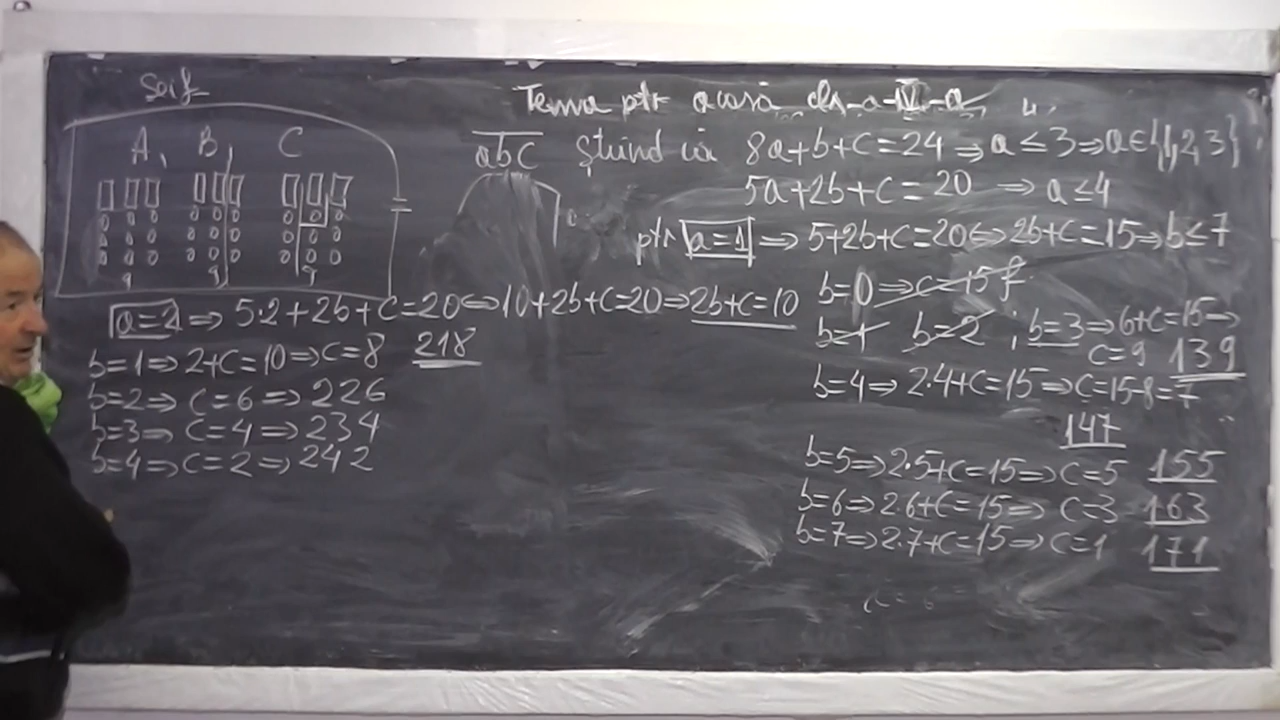 Seif
A, B, C
Tema ptr acasă cls-a-IV-a
abc știind că 8a+b+c=24 ⇒ a≤3 ⇒ a∈{1,2,3}
5a+2b+c=20 ⇒ a≤4
ptr a=1 ⇒ 5+2b+c=20 ⇔ 2b+c=15 ⇒ b≤7
b=0 ⇒ c=15 f
b=1 b=2 ; b=3 ⇒ 6+c=15 ⇒
c=9 139
b=4 ⇒ 2·4+c=15 ⇒ c=15-8=7
147
b=5 ⇒ 2·5+c=15 ⇒ c=5 155
b=6 ⇒ 2·6+c=15 ⇒ c=3 163
b=7 ⇒ 2·7+c=15 ⇒ c=1 171
a=2 ⇒ 5·2+2b+c=20 ⇔ 10+2b+c=20 ⇒ 2b+c=10
b=1 ⇒ 2+c=10 ⇒ c=8 218
b=2 ⇒ c=6 ⇒ 226
b=3 ⇒ c=4 ⇒ 234
b=4 ⇒ c=2 ⇒ 242